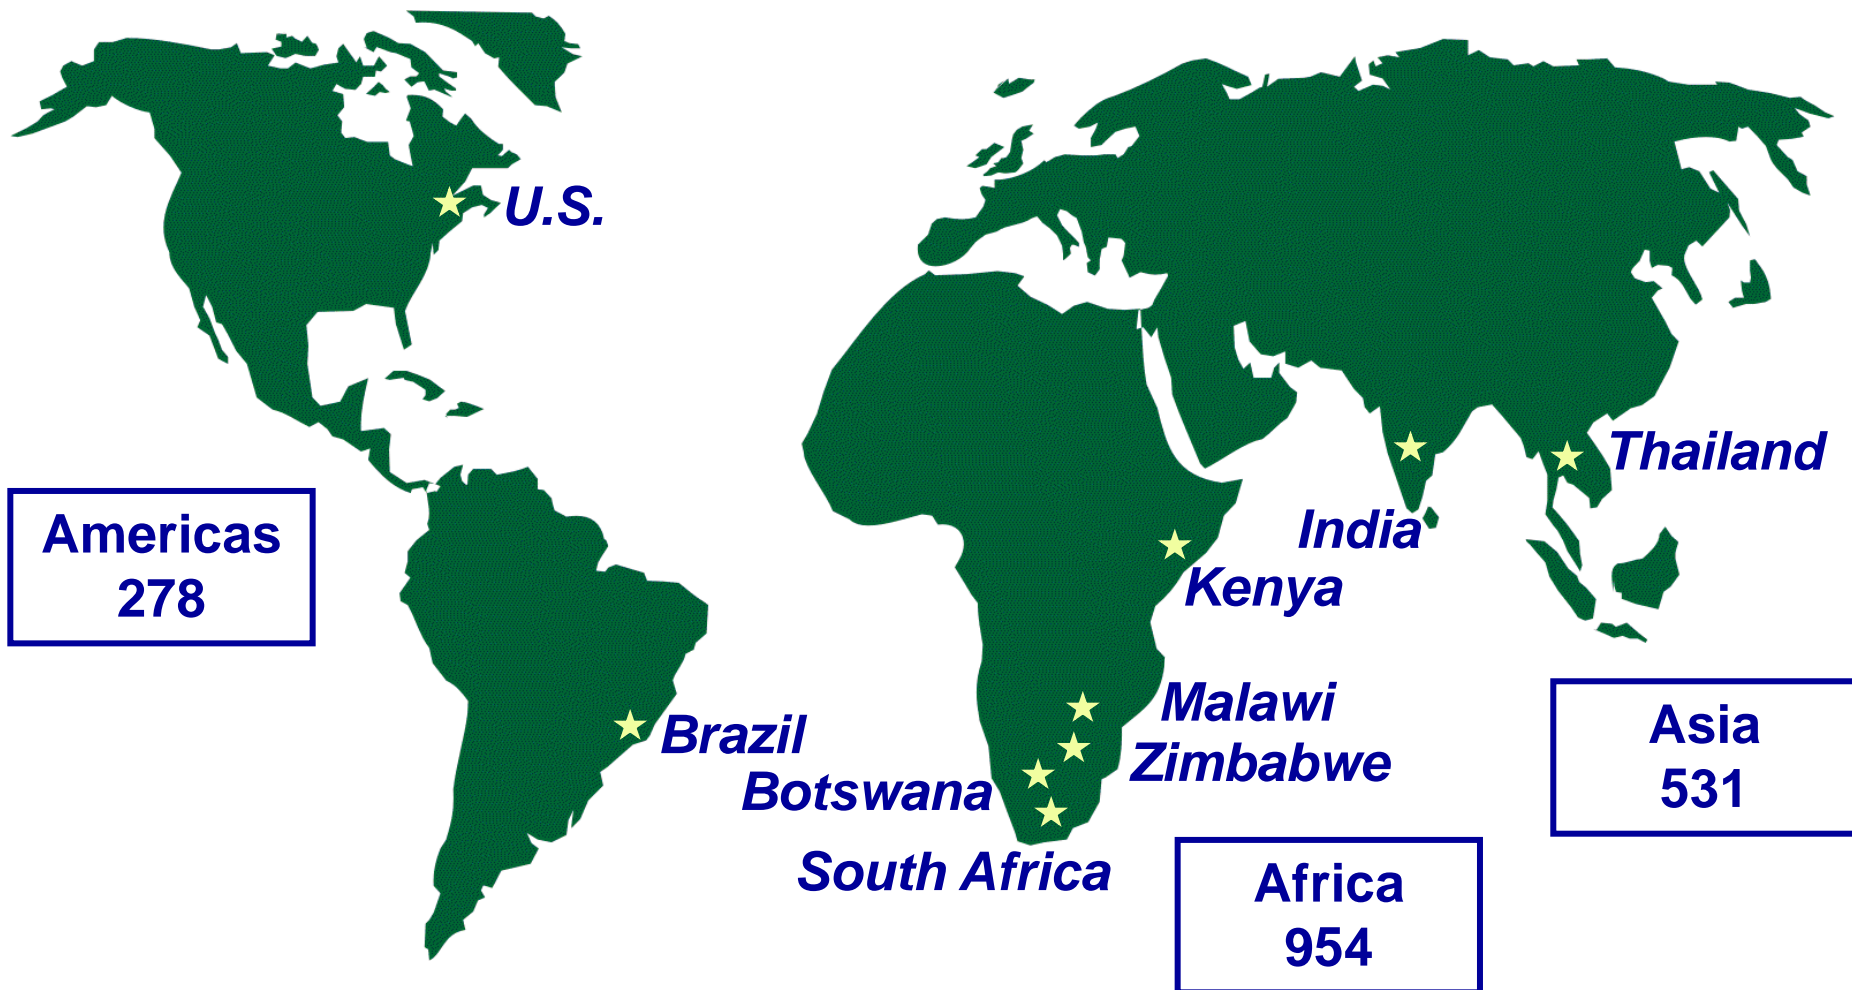 U.S.
Thailand
Americas
278
India
Kenya
Malawi
Brazil
Zimbabwe
Botswana
Asia
531
South Africa
Africa
954